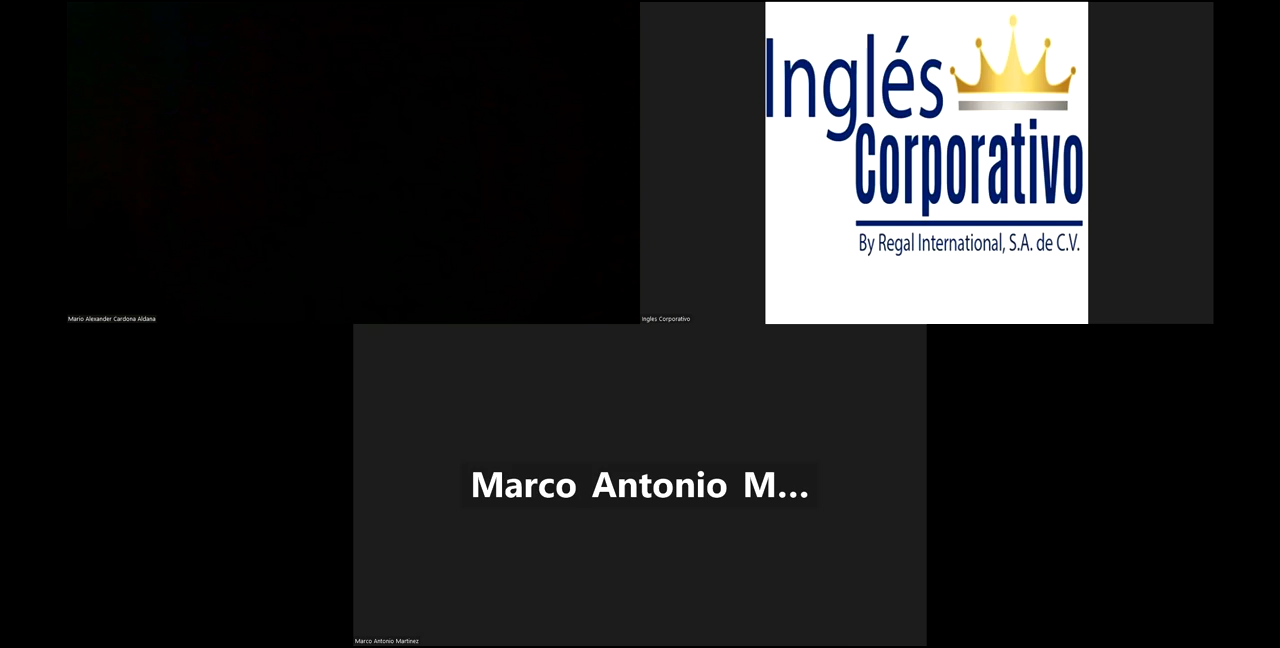 Inglés
Corporativo
By Regal International, S.A. de C.V.
Mario Alexander Cardona Aldana
Ingles Corporativo
Marco Antonio M...
Marco Antonio Martinez